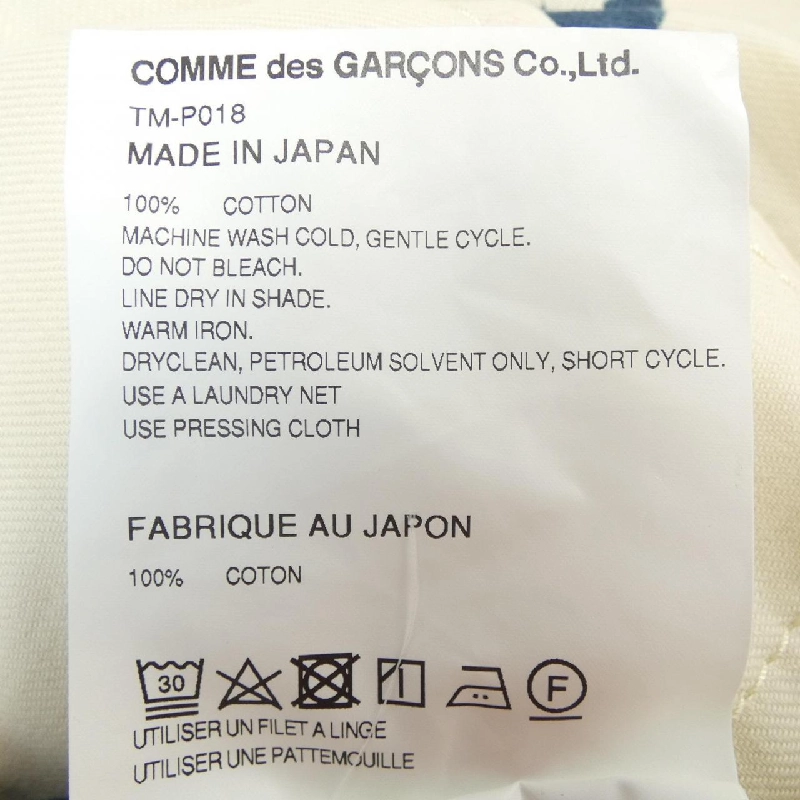 COMME des GARÇONS Co.,Ltd.
TM-P018
MADE IN JAPAN
100% COTTON
MACHINE WASH COLD, GENTLE CYCLE.
DO NOT BLEACH.
LINE DRY IN SHADE.
WARM IRON.
DRYCLEAN, PETROLEUM SOLVENT ONLY, SHORT CYCLE.
USE A LAUNDRY NET
USE PRESSING CLOTH
FABRIQUE AU JAPON
100% COTON
30 F
UTILISER UN FILET A LINGE
UTILISER UNE PATTEMOUILLE